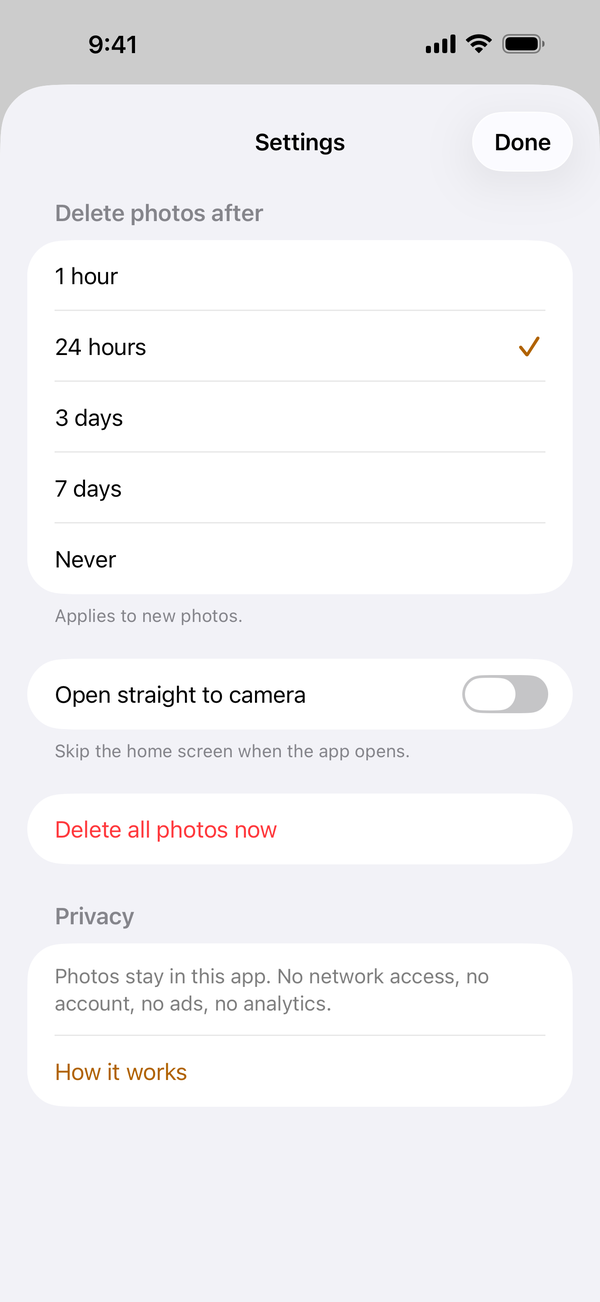 9:41
Settings
Done
Delete photos after
1 hour
24 hours
3 days
7 days
Never
Applies to new photos.
Open straight to camera
Skip the home screen when the app opens.
Delete all photos now
Privacy
Photos stay in this app. No network access, no
account, no ads, no analytics.
How it works